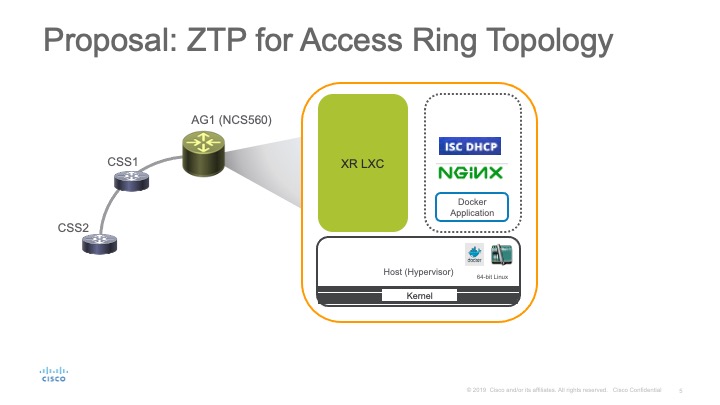 Proposal: ZTP for Access Ring Topology
AG1 (NCS560)
CSS1
CSS2
XR LXC
ISC DHCP
NGINX
Docker
Application
docker
Host (Hypervisor)
64-bit Linux
Kernel
CISCO
© 2019 Cisco and/or its affiliates. All rights reserved. Cisco Confidential
5